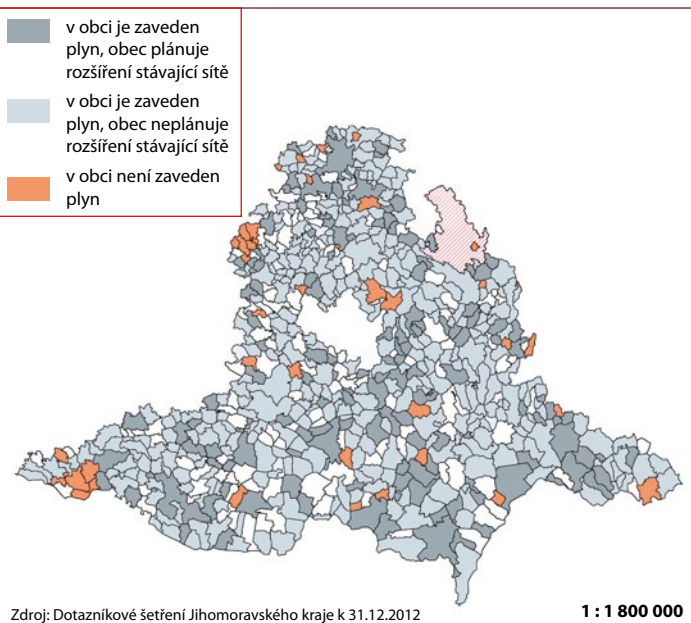 v obci je zaveden
plyn, obec plánuje
rozšíření stávající sítě
v obci je zaveden
plyn, obec neplánuje
rozšíření stávající sítě
v obci není zaveden
plyn
Zdroj: Dotazníkové šetření Jihomoravského kraje k 31.12.2012
1 : 1 800 000